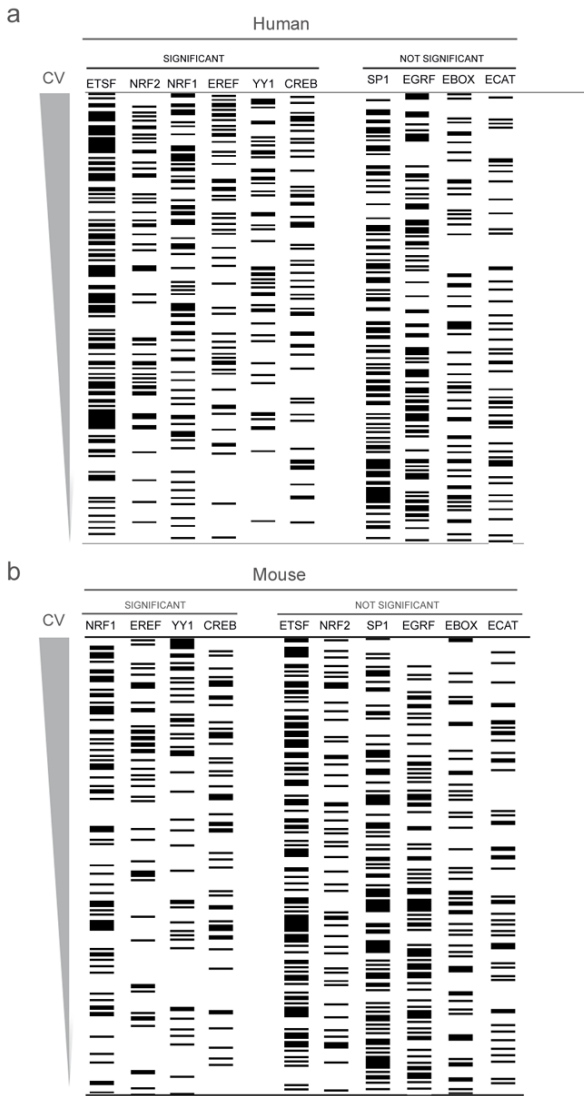 a
Human
SIGNIFICANT NOT SIGNIFICANT
CV
ETSF NRF2 NRF1 EREF YY1 CREB SP1 EGRF EBOX ECAT
b
Mouse
SIGNIFICANT NOT SIGNIFICANT
CV
NRF1 EREF YY1 CREB ETSF NRF2 SP1 EGRF EBOX ECAT